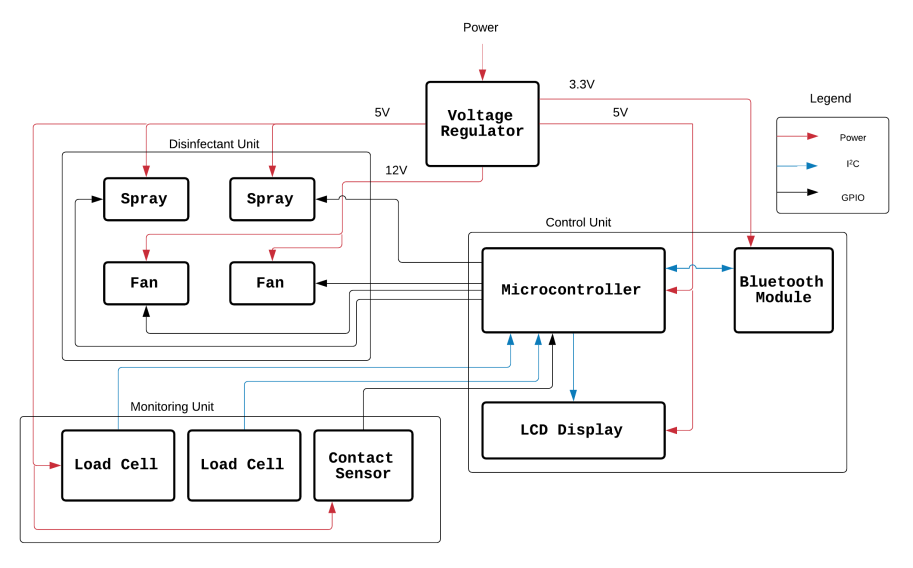 Power
3.3V
Legend
Voltage
Regulator
5V
5V
Power
Disinfectant Unit
I²C
12V
Spray
Spray
GPIO
Control Unit
Fan
Fan
Microcontroller
Bluetooth
Module
Monitoring Unit
LCD Display
Load Cell
Load Cell
Contact
Sensor